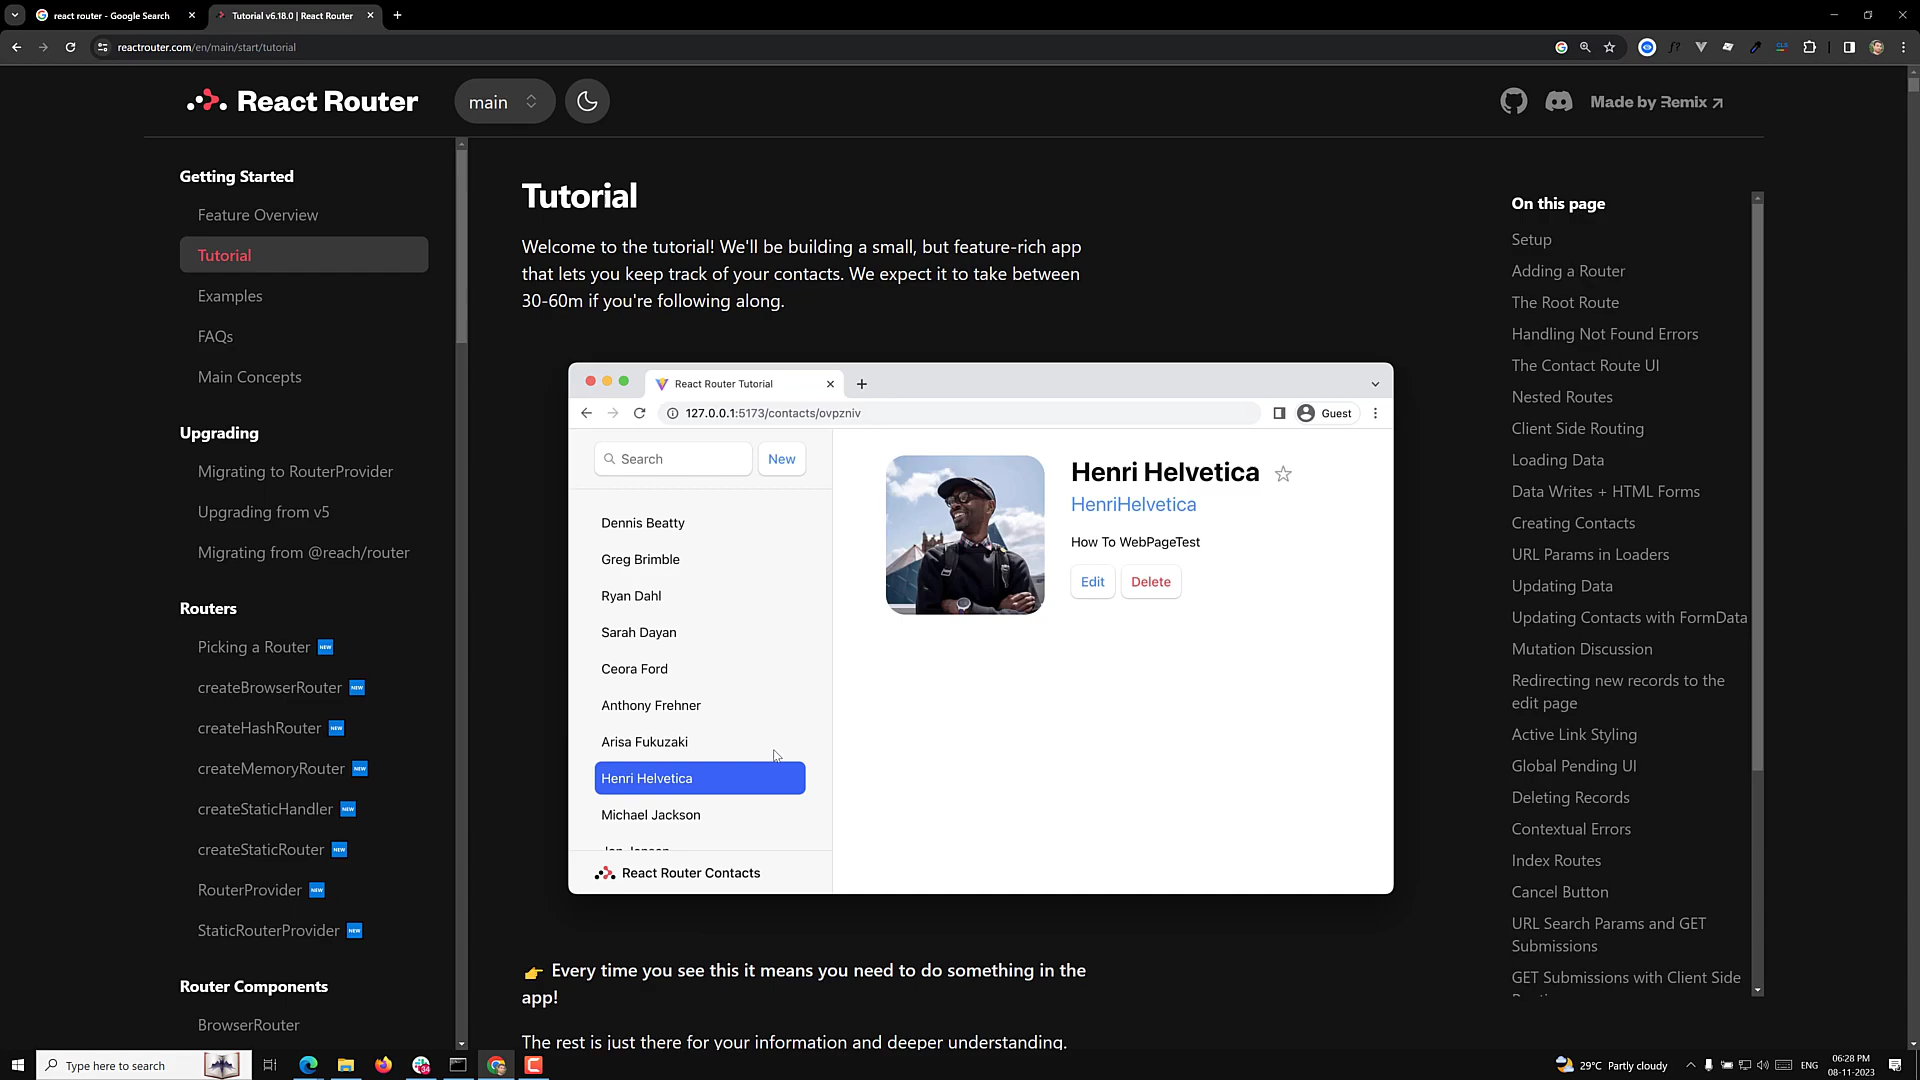 react router - Google Search
Tutorial v6.18.0 | React Router
reactrouter.com/en/main/start/tutorial
React Router
main
Made by Remix
Getting Started
Feature Overview
Tutorial
Examples
FAQs
Main Concepts
Upgrading
Migrating to RouterProvider
Upgrading from v5
Migrating from @reach/router
Routers
Picking a Router NEW
createBrowserRouter NEW
createHashRouter NEW
createMemoryRouter NEW
createStaticHandler NEW
createStaticRouter NEW
RouterProvider NEW
StaticRouterProvider NEW
Router Components
BrowserRouter
Tutorial
Welcome to the tutorial! We'll be building a small, but feature-rich app
that lets you keep track of your contacts. We expect it to take between
30-60m if you're following along.
React Router Tutorial
127.0.0.1:5173/contacts/ovpzniv
Guest
Search
New
Dennis Beatty
Greg Brimble
Ryan Dahl
Sarah Dayan
Ceora Ford
Anthony Frehner
Arisa Fukuzaki
Henri Helvetica
Michael Jackson
React Router Contacts
Henri Helvetica
HenriHelvetica
How To WebPageTest
Edit
Delete
👉 Every time you see this it means you need to do something in the
app!
The rest is just there for your information and deeper understanding.
On this page
Setup
Adding a Router
The Root Route
Handling Not Found Errors
The Contact Route UI
Nested Routes
Client Side Routing
Loading Data
Data Writes + HTML Forms
Creating Contacts
URL Params in Loaders
Updating Data
Updating Contacts with FormData
Mutation Discussion
Redirecting new records to the
edit page
Active Link Styling
Global Pending UI
Deleting Records
Contextual Errors
Index Routes
Cancel Button
URL Search Params and GET
Submissions
GET Submissions with Client Side
Type here to search
34
29°C Partly cloudy
ENG
06:28 PM
08-11-2023